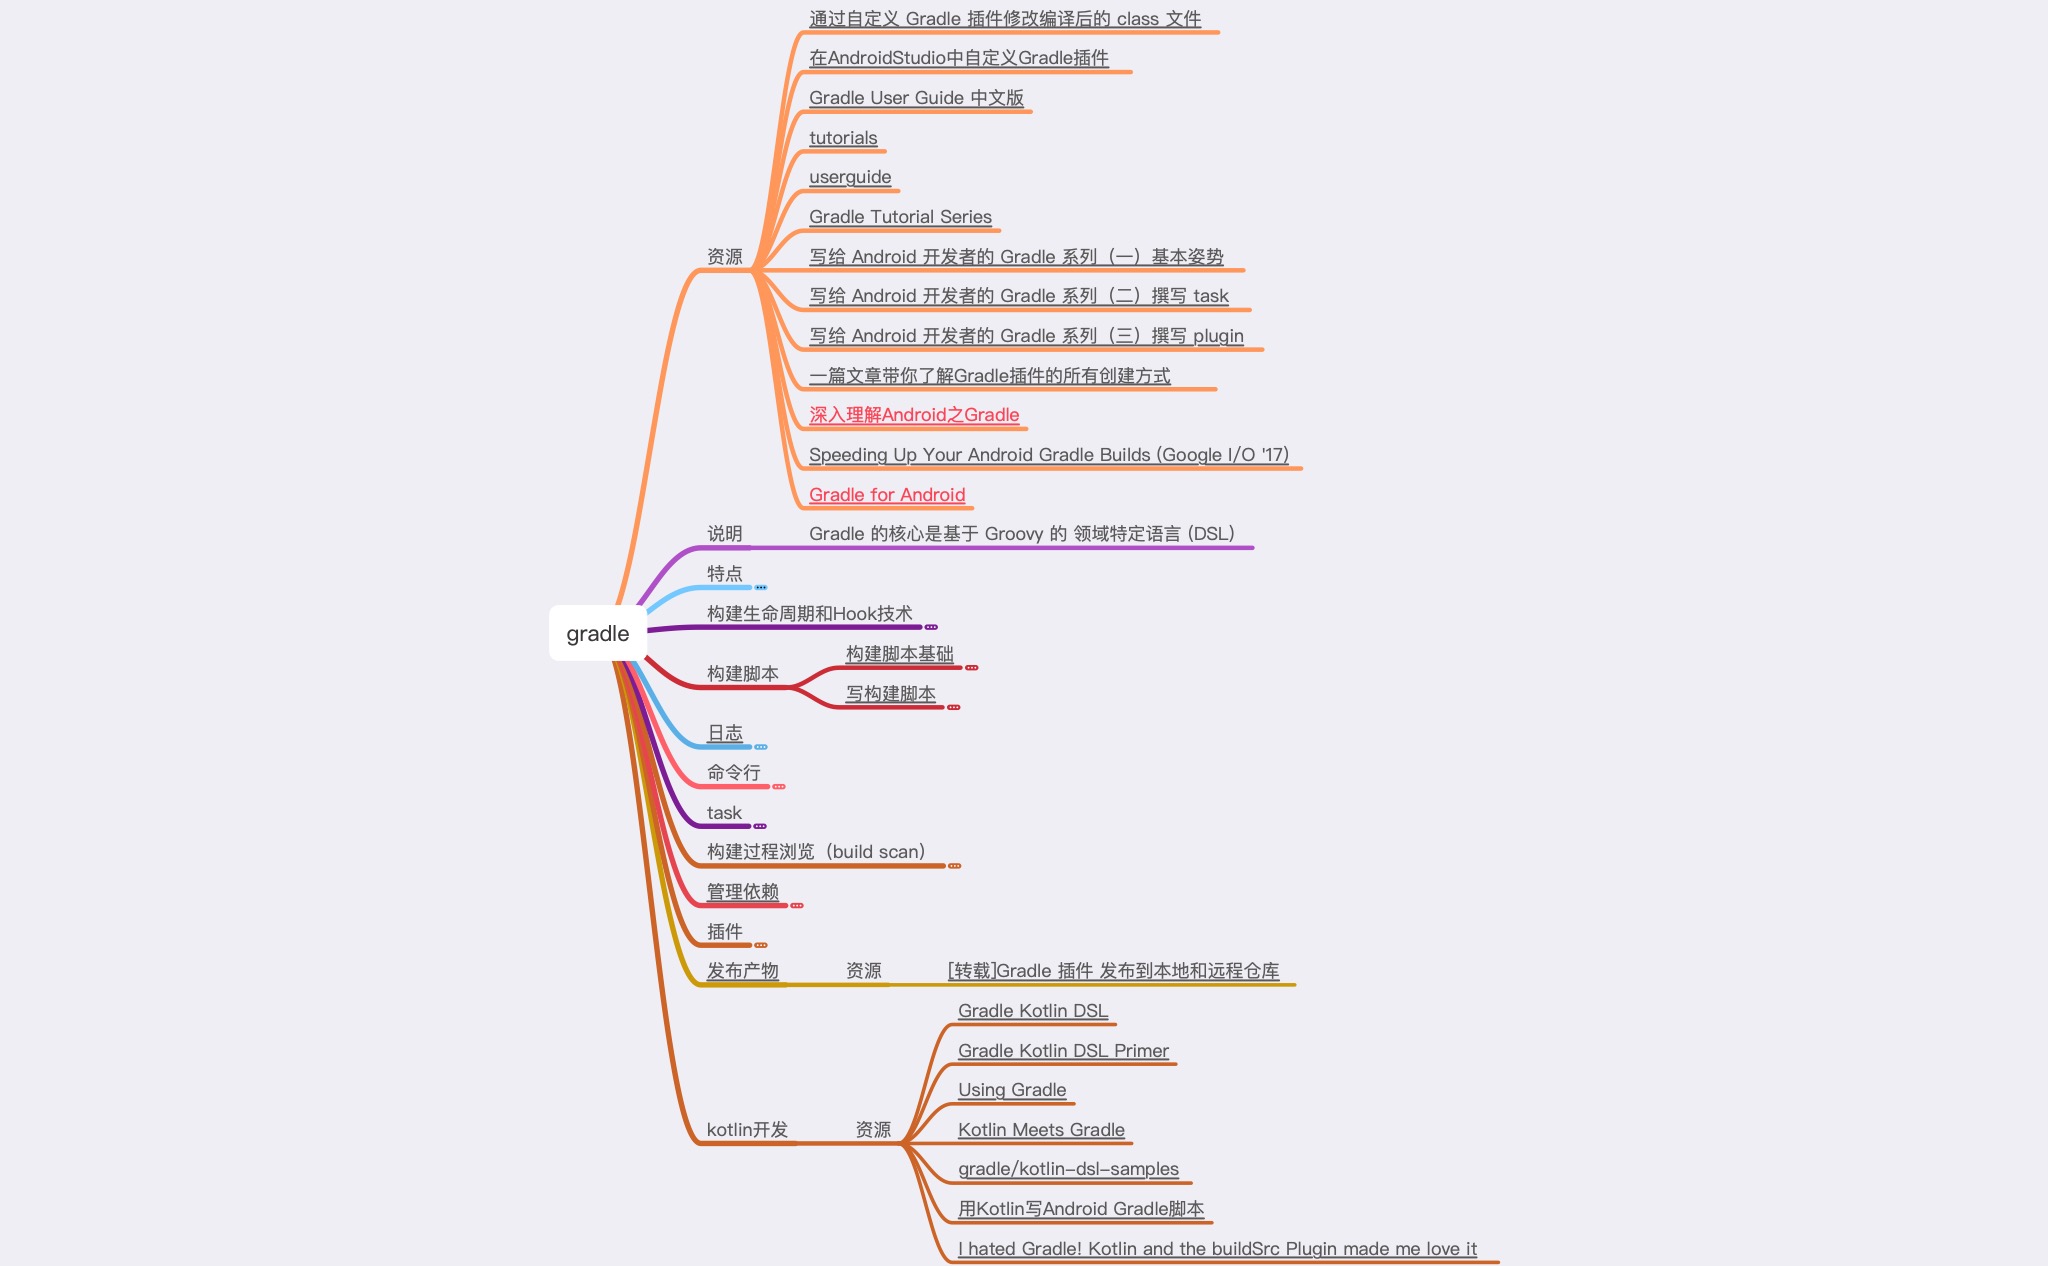 通过自定义 Gradle 插件修改编译后的 class 文件
在AndroidStudio中自定义Gradle插件
Gradle User Guide 中文版
tutorials
userguide
Gradle Tutorial Series
资源
写给 Android 开发者的 Gradle 系列（一）基本姿势
写给 Android 开发者的 Gradle 系列（二）撰写 task
写给 Android 开发者的 Gradle 系列（三）撰写 plugin
一篇文章带你了解Gradle插件的所有创建方式
深入理解Android之Gradle
Speeding Up Your Android Gradle Builds (Google I/O '17)
Gradle for Android
说明
Gradle 的核心是基于 Groovy 的 领域特定语言 (DSL)
特点
构建生命周期和Hook技术
gradle
构建脚本
构建脚本基础
写构建脚本
日志
命令行
task
构建过程浏览（build scan）
管理依赖
插件
发布产物
资源
[转载]Gradle 插件 发布到本地和远程仓库
kotlin开发
资源
Gradle Kotlin DSL
Gradle Kotlin DSL Primer
Using Gradle
Kotlin Meets Gradle
gradle/kotlin-dsl-samples
用Kotlin写Android Gradle脚本
I hated Gradle! Kotlin and the buildSrc Plugin made me love it